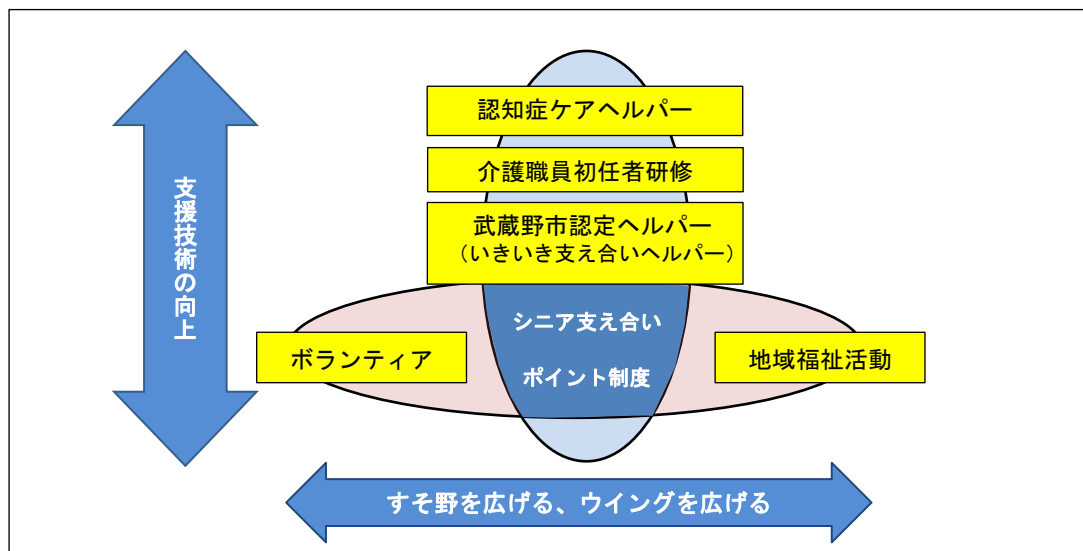 認知症ケアヘルパー
介護職員初任者研修
武蔵野市認定ヘルパー
（いきいき支え合いヘルパー）
支援技術の向上
シニア支え合い
ポイント制度
ボランティア
地域福祉活動
すそ野を広げる、ウイングを広げる